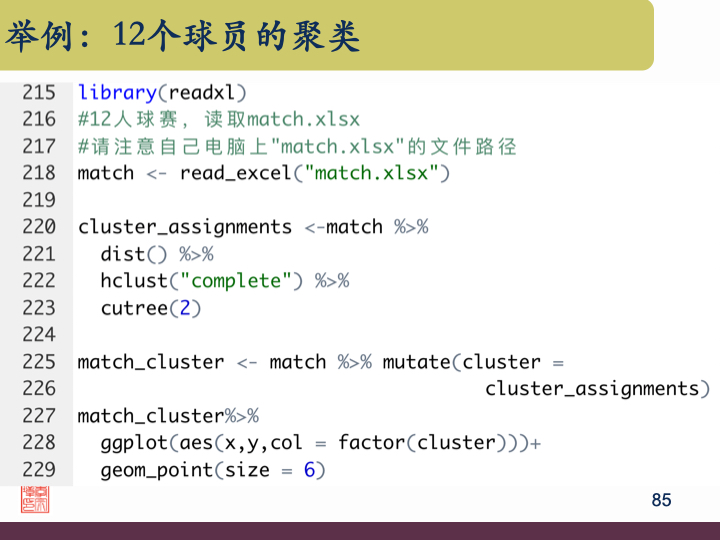 举例：12个球员的聚类
215 library(readxl)
216 #12人球赛，读取match.xlsx
217 #请注意自己电脑上"match.xlsx"的文件路径
218 match <- read_excel("match.xlsx")
219
220 cluster_assignments <-match %>%
221   dist() %>%
222   hclust("complete") %>%
223   cutree(2)
224
225 match_cluster <- match %>% mutate(cluster =
226                                     cluster_assignments)
227 match_cluster%>%
228   ggplot(aes(x,y,col = factor(cluster)))+
229   geom_point(size = 6)
85